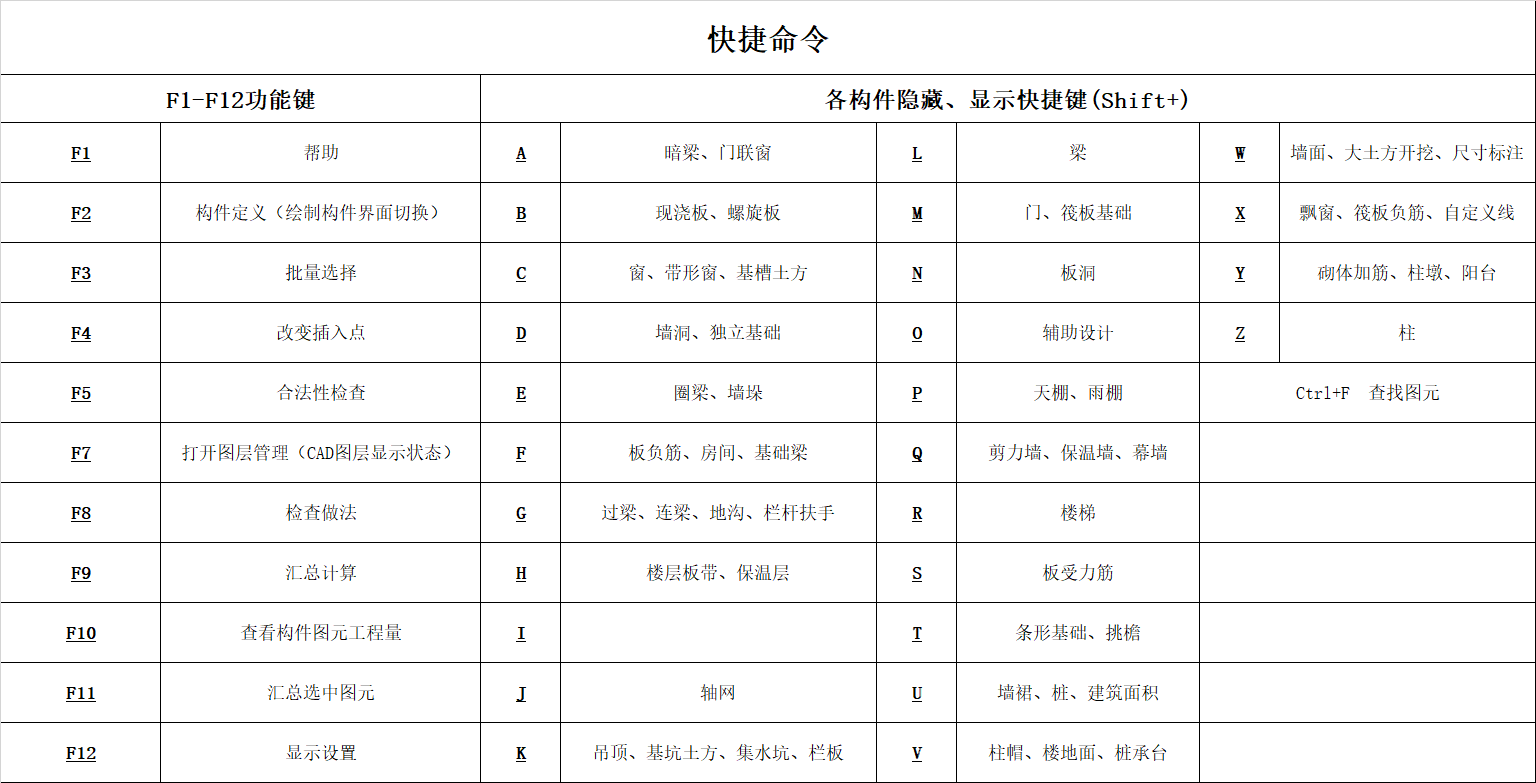 快捷命令
F1-F12功能键 各构件隐藏、显示快捷键(Shift+)
F1 帮助 A 暗梁、门联窗 L 梁 W 墙面、大土方开挖、尺寸标注
F2 构件定义（绘制构件界面切换） B 现浇板、螺旋板 M 门、筏板基础 X 飘窗、筏板负筋、自定义线
F3 批量选择 C 窗、带形窗、基槽土方 N 板洞 Y 砌体加筋、柱墩、阳台
F4 改变插入点 D 墙洞、独立基础 O 辅助设计 Z 柱
F5 合法性检查 E 圈梁、墙垛 P 天棚、雨棚 Ctrl+F 查找图元
F7 打开图层管理（CAD图层显示状态） F 板负筋、房间、基础梁 Q 剪力墙、保温墙、幕墙
F8 检查做法 G 过梁、连梁、地沟、栏杆扶手 R 楼梯
F9 汇总计算 H 楼层板带、保温层 S 板受力筋
F10 查看构件图元工程量 I T 条形基础、挑檐
F11 汇总选中图元 J 轴网 U 墙裙、桩、建筑面积
F12 显示设置 K 吊顶、基坑土方、集水坑、栏板 V 柱帽、楼地面、桩承台